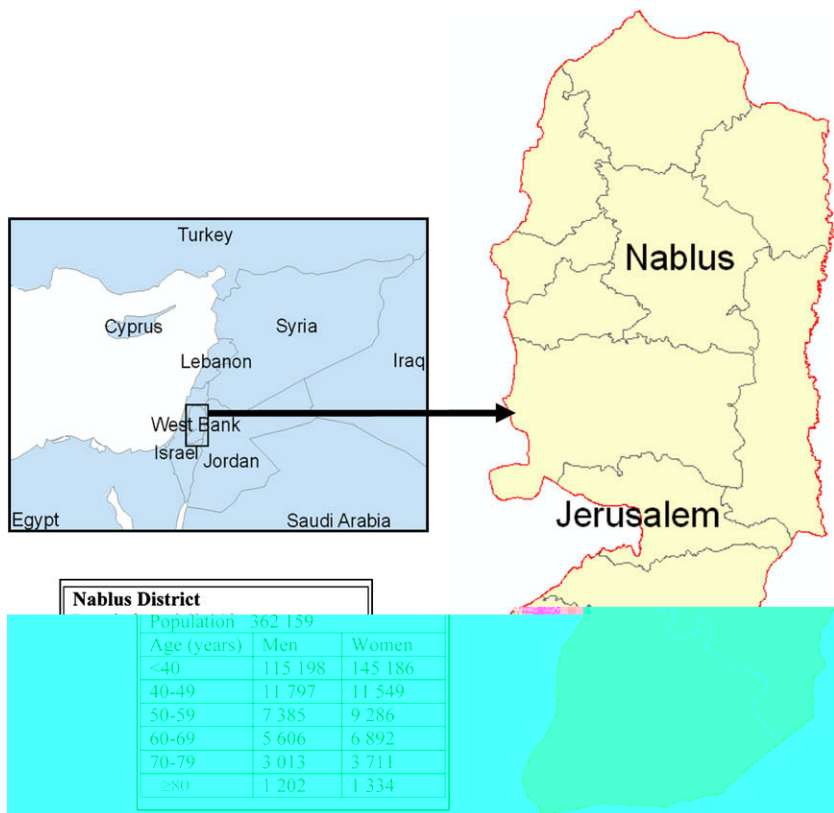 Turkey
Cyprus
Syria
Lebanon
Iraq
West Bank
Israel
Jordan
Egypt
Saudi Arabia
Nablus
Jerusalem
Nablus District
Population 362 159
Age (years) Men Women
<40 115 198 145 186
40-49 11 797 11 549
50-59 7 385 9 286
60-69 5 606 6 892
70-79 3 013 3 711
≥80 1 202 1 334